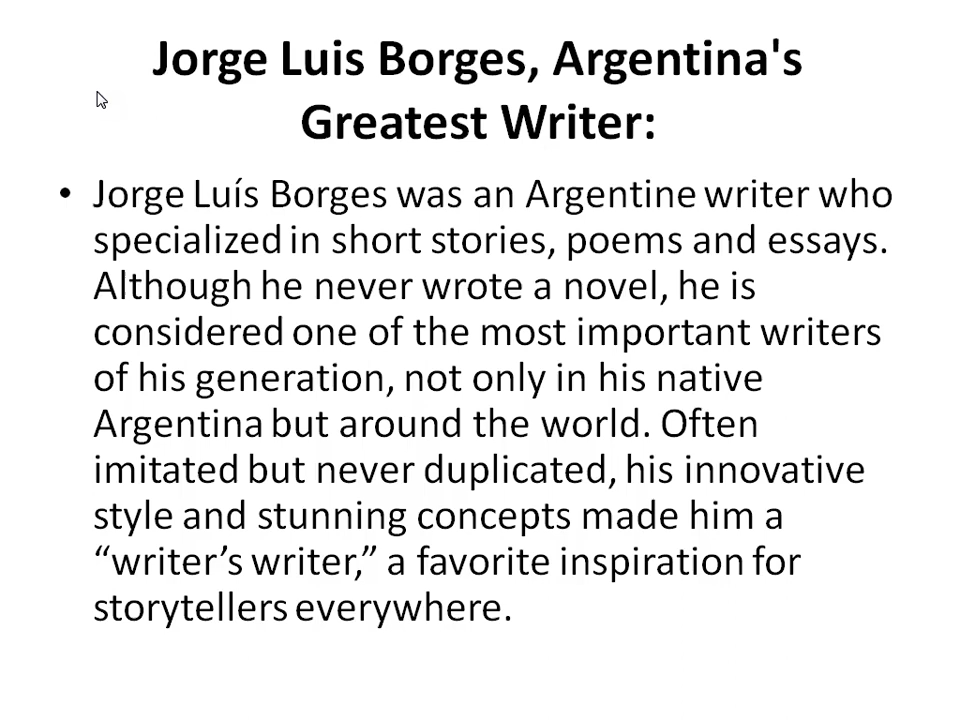 Jorge Luis Borges, Argentina's
Greatest Writer:
• Jorge Luís Borges was an Argentine writer who
specialized in short stories, poems and essays.
Although he never wrote a novel, he is
considered one of the most important writers
of his generation, not only in his native
Argentina but around the world. Often
imitated but never duplicated, his innovative
style and stunning concepts made him a
“writer’s writer,” a favorite inspiration for
storytellers everywhere.